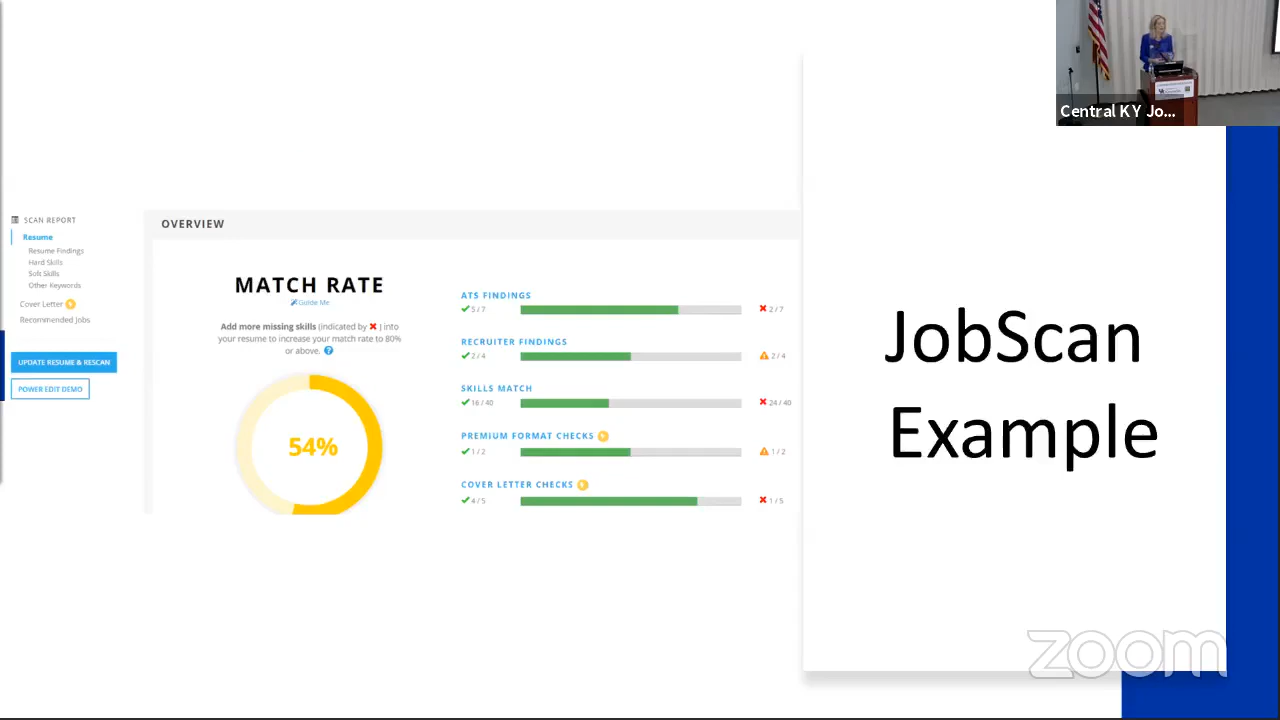 Central KY Jo...
SCAN REPORT
Resume
Resume Findings
Hard Skills
Soft Skills
Other Keywords
Cover Letter
Recommended Jobs
UPDATE RESUME & RESCAN
POWER EDIT DEMO
OVERVIEW
MATCH RATE
Guide Me
Add more missing skills (indicated by ✖ ) into
your resume to increase your match rate to 80%
or above. ?
54%
ATS FINDINGS
✔ 5 / 7 ✖ 2 / 7
RECRUITER FINDINGS
✔ 2 / 4 2 / 4
SKILLS MATCH
✔ 16 / 40 ✖ 24 / 40
PREMIUM FORMAT CHECKS
✔ 1 / 2 1 / 2
COVER LETTER CHECKS
✔ 4 / 5 ✖ 1 / 5
JobScan
Example
zoom